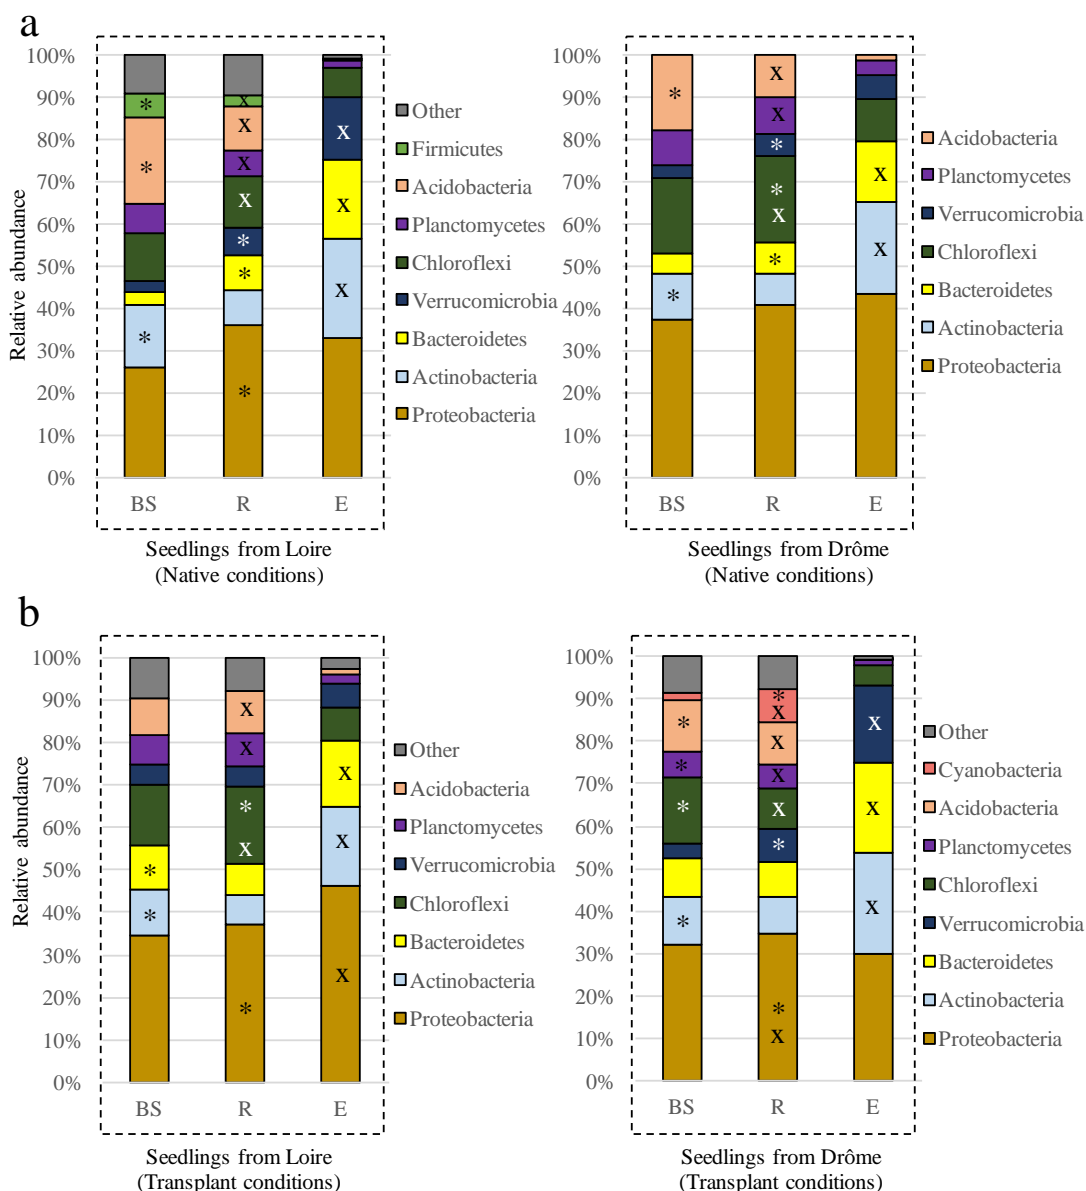 a
Relative abundance
100%
90%
80%
70%
60%
50%
40%
30%
20%
10%
0%
* * * *
x x x x * * *
x x x
BS R E
Seedlings from Loire
(Native conditions)
Other
Firmicutes
Acidobacteria
Planctomycetes
Chloroflexi
Verrucomicrobia
Bacteroidetes
Actinobacteria
Proteobacteria
100%
90%
80%
70%
60%
50%
40%
30%
20%
10%
0%
* *
x x * * x *
x x
BS R E
Seedlings from Drôme
(Native conditions)
Acidobacteria
Planctomycetes
Verrucomicrobia
Chloroflexi
Bacteroidetes
Actinobacteria
Proteobacteria
b
Relative abundance
100%
90%
80%
70%
60%
50%
40%
30%
20%
10%
0%
* *
x x * x *
x x x
BS R E
Seedlings from Loire
(Transplant conditions)
Other
Acidobacteria
Planctomycetes
Verrucomicrobia
Chloroflexi
Bacteroidetes
Actinobacteria
Proteobacteria
100%
90%
80%
70%
60%
50%
40%
30%
20%
10%
0%
* * * *
* x x x x * * x
x x x
BS R E
Seedlings from Drôme
(Transplant conditions)
Other
Cyanobacteria
Acidobacteria
Planctomycetes
Chloroflexi
Verrucomicrobia
Bacteroidetes
Actinobacteria
Proteobacteria